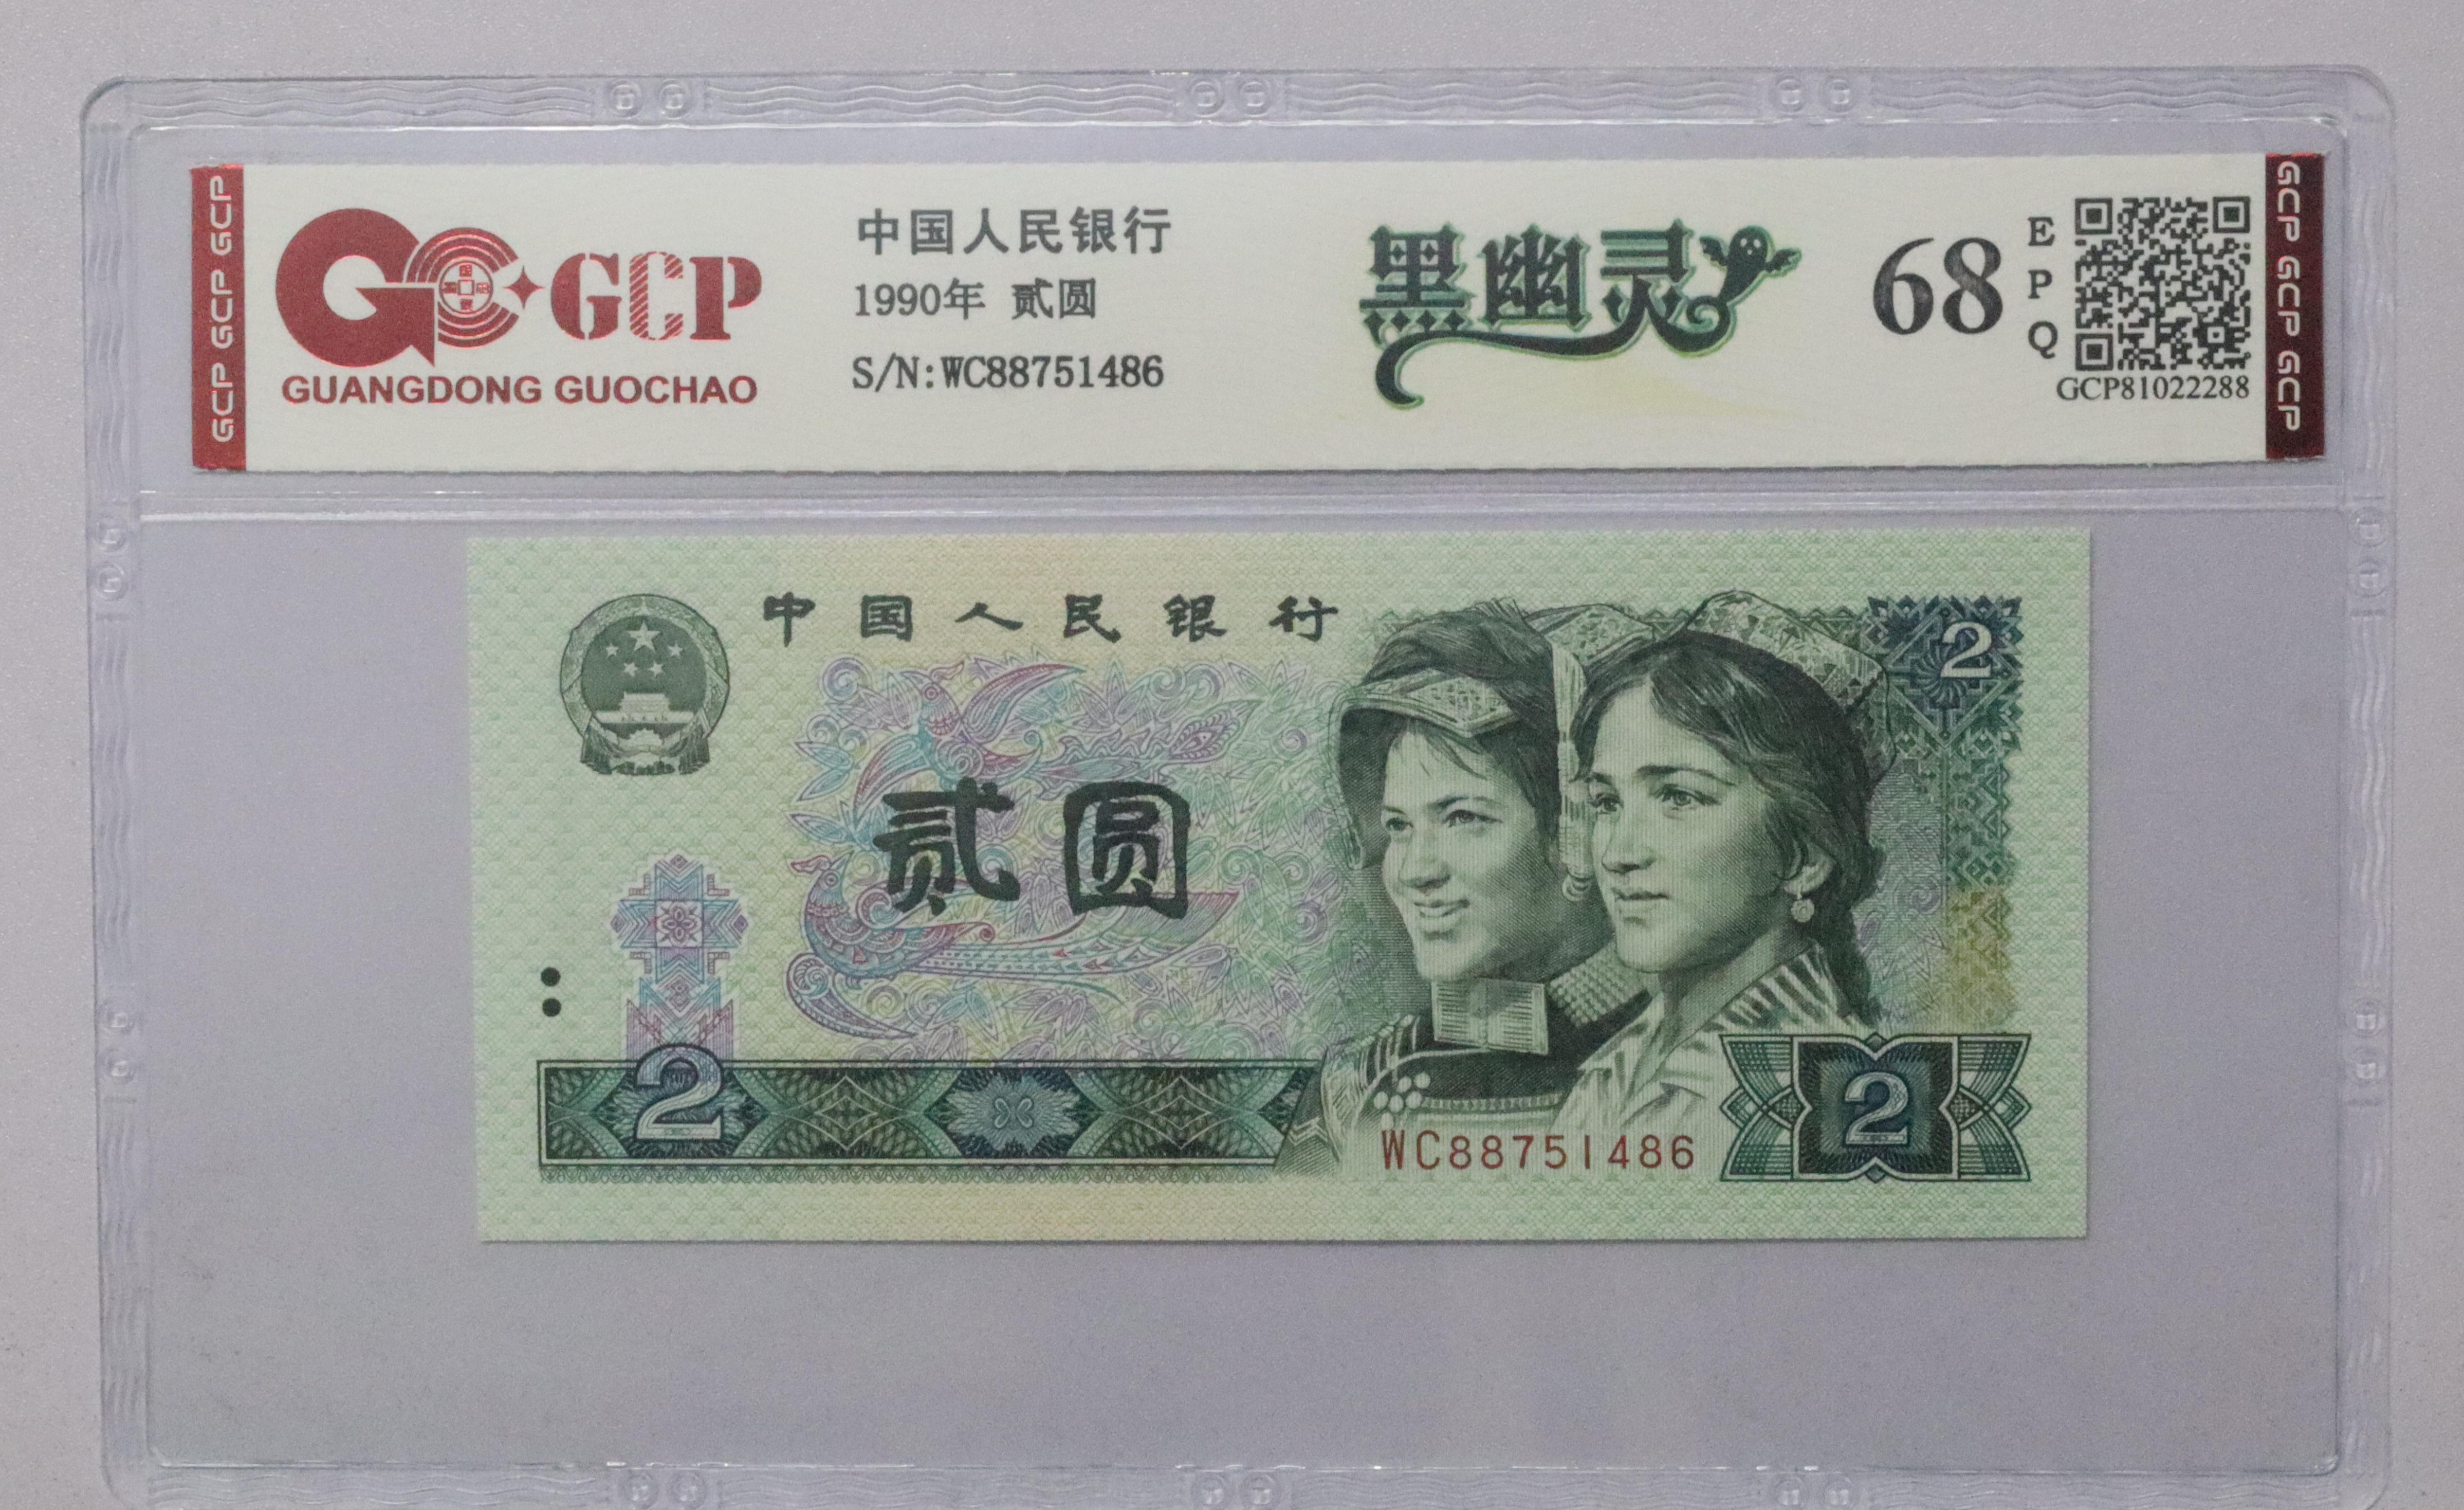 GCP GCP GCP
GCP
GUANGDONG GUOCHAO
中国人民银行
1990年 贰圆
S/N:WC88751486
黑幽灵
68
EPQ
GCP81022288
GCP GCP GCP
中国人民银行
2
贰圆
2
WC88751486
2